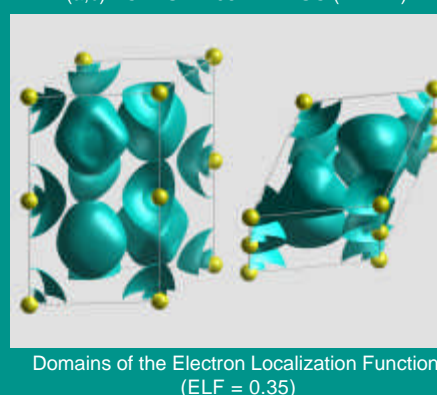 Domains of the Electron Localization Function
(ELF = 0.35)